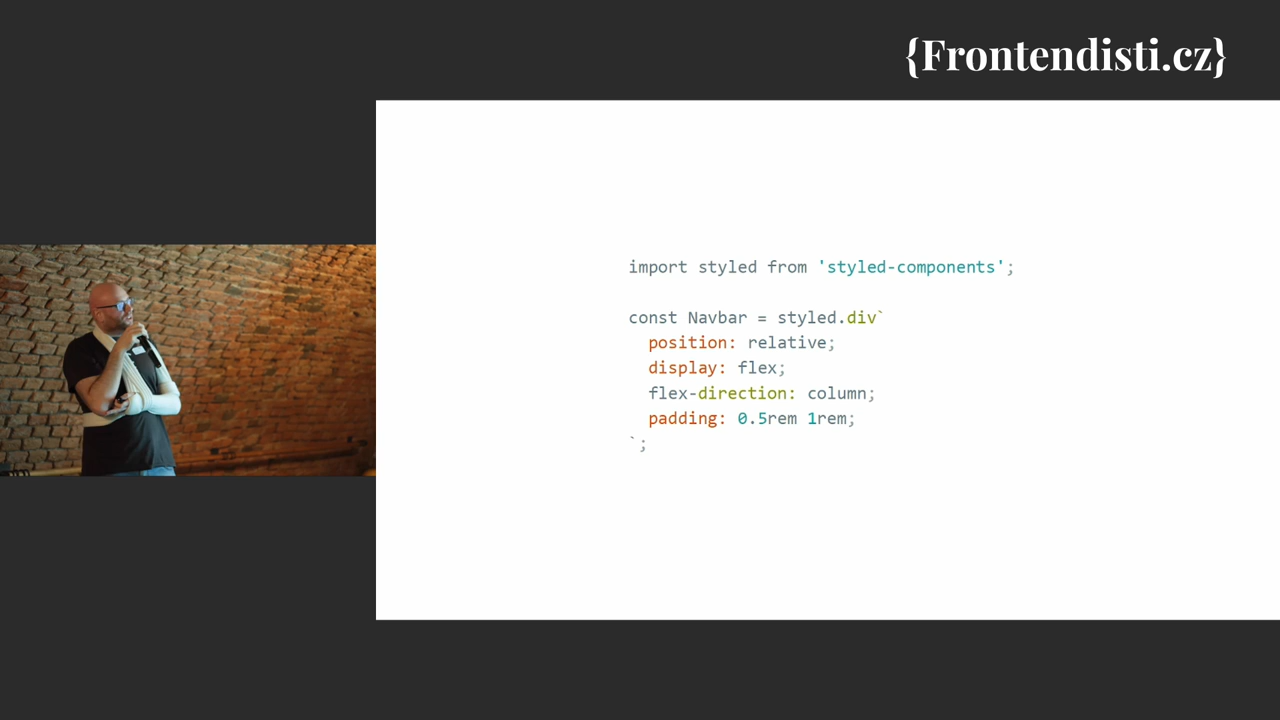 {Frontendisti.cz}
import styled from 'styled-components';
const Navbar = styled.div`
position: relative;
display: flex;
flex-direction: column;
padding: 0.5rem 1rem;
`;